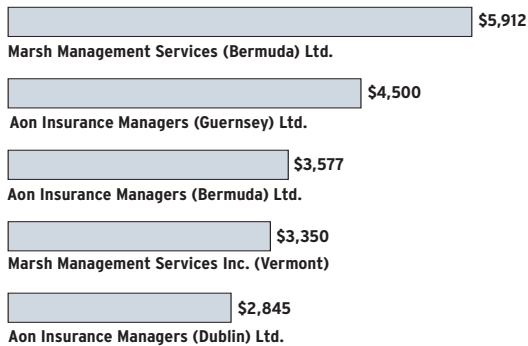 $5,912
Marsh Management Services (Bermuda) Ltd.
$4,500
Aon Insurance Managers (Guernsey) Ltd.
$3,577
Aon Insurance Managers (Bermuda) Ltd.
$3,350
Marsh Management Services Inc. (Vermont)
$2,845
Aon Insurance Managers (Dublin) Ltd.